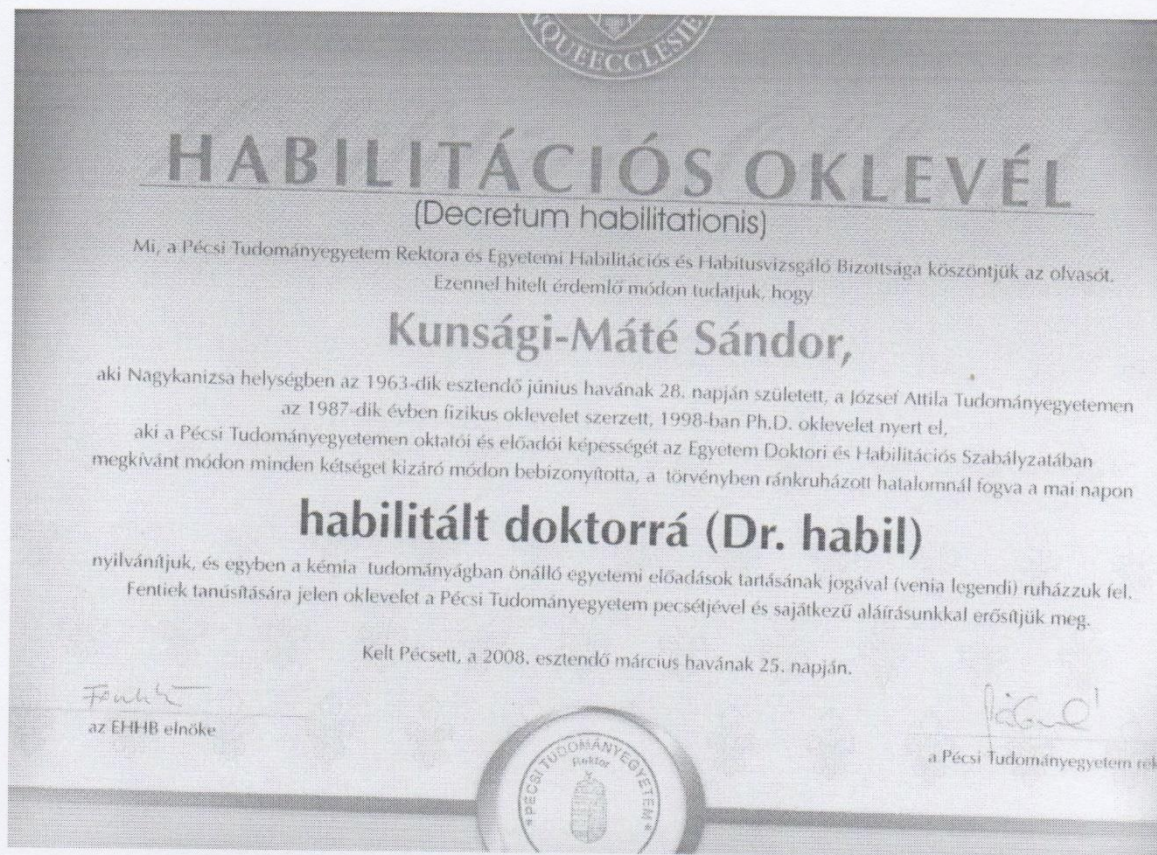 NQUEECCLESIE
HABILITÁCIÓS OKLEVÉL
(Decretum habilitationis)
Mi, a Pécsi Tudományegyetem Rektora és Egyetemi Habilitációs és Habitusvizsgáló Bizottsága köszöntjük az olvasót.
Ezennel hitelt érdemlő módon tudatjuk, hogy
Kunsági-Máté Sándor,
aki Nagykanizsa helységben az 1963-dik esztendő június havának 28. napján született, a József Attila Tudományegyetemen
az 1987-dik évben fizikus oklevelet szerzett, 1998-ban Ph.D. oklevelet nyert el,
aki a Pécsi Tudományegyetemen oktatói és előadói képességét az Egyetem Doktori és Habilitációs Szabályzatában
megkívánt módon minden kétséget kizáró módon bebizonyította, a törvényben ránkruházott hatalomnál fogva a mai napon
habilitált doktorrá (Dr. habil)
nyilvánítjuk, és egyben a kémia tudományágban önálló egyetemi előadások tartásának jogával (venia legendi) ruházzuk fel.
Fentiek tanúsítására jelen oklevelet a Pécsi Tudományegyetem pecsétjével és sajátkezű aláírásunkkal erősítjük meg.
Kelt Pécsett, a 2008. esztendő március havának 25. napján.
az EHHB elnöke
a Pécsi Tudományegyetem rek
PÉCSI TUDOMÁNYEGYETEM
Rektor